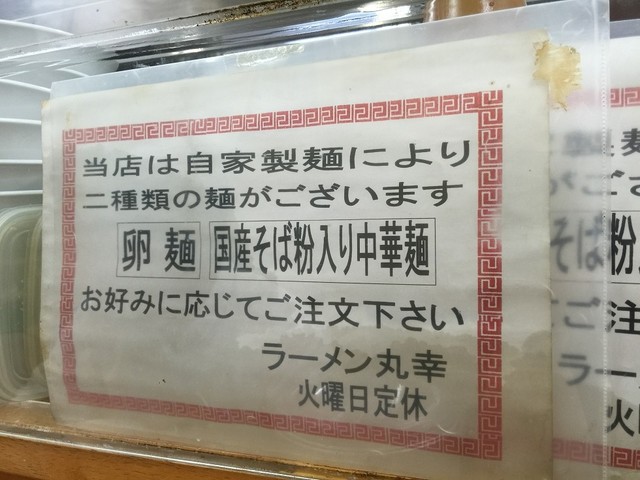 当店は自家製麺により
二種類の麺がございます
卵麺 国産そば粉入り中華麺
お好みに応じてご注文下さい
ラーメン丸幸
火曜日定休